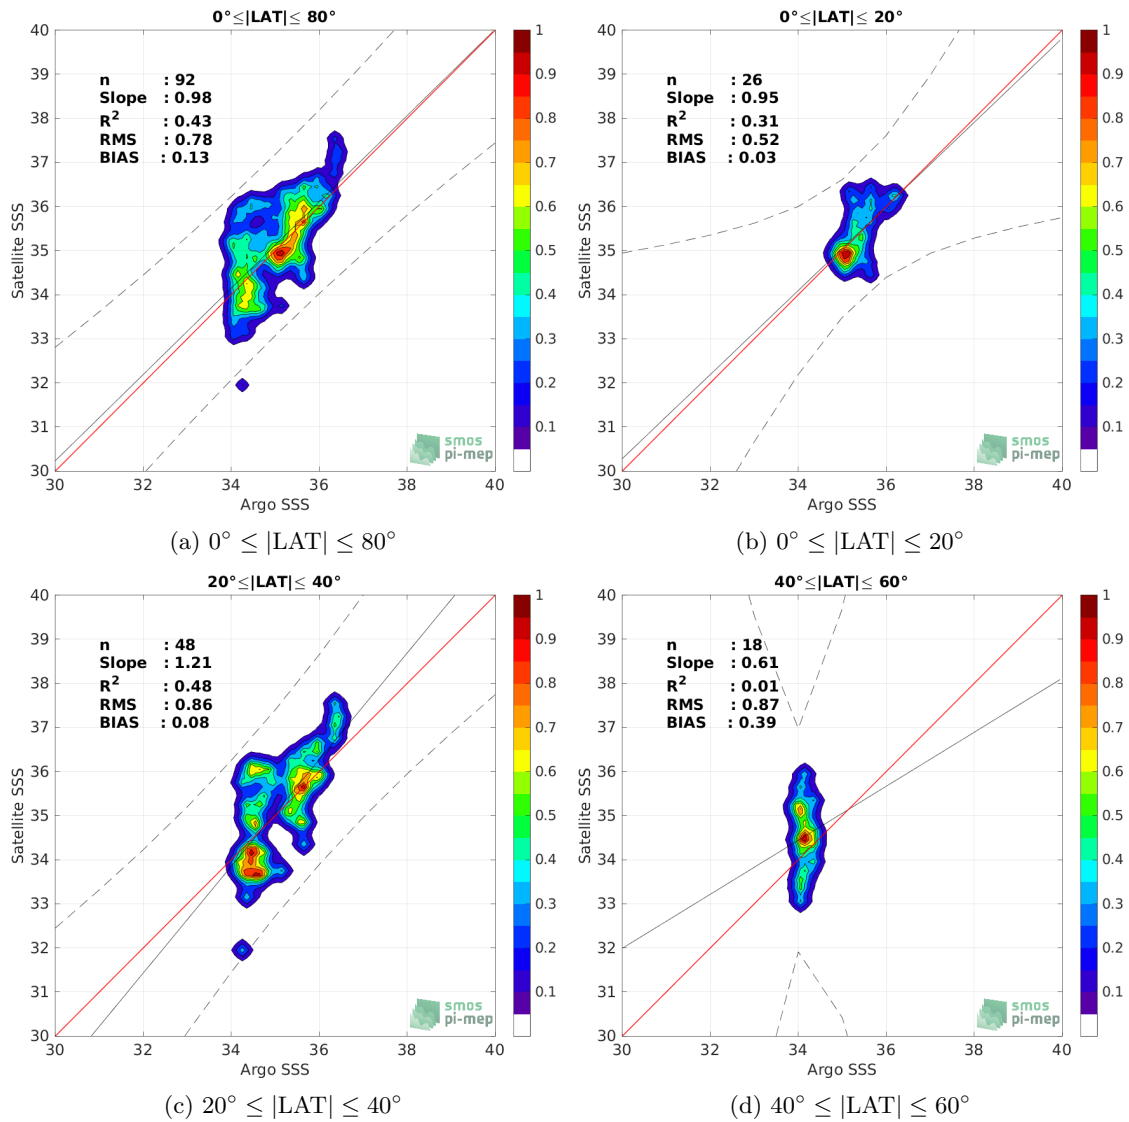 0°≤|LAT|≤ 80°
n : 92
Slope : 0.98
R² : 0.43
RMS : 0.78
BIAS : 0.13
40
39
38
37
36
35
34
33
32
31
30
Satellite SSS
30 32 34 36 38 40
Argo SSS
1
0.9
0.8
0.7
0.6
0.5
0.4
0.3
0.2
0.1
smos
pi-mep
(a) 0° ≤ |LAT| ≤ 80°
0°≤|LAT|≤ 20°
n : 26
Slope : 0.95
R² : 0.31
RMS : 0.52
BIAS : 0.03
40
39
38
37
36
35
34
33
32
31
30
Satellite SSS
30 32 34 36 38 40
Argo SSS
1
0.9
0.8
0.7
0.6
0.5
0.4
0.3
0.2
0.1
smos
pi-mep
(b) 0° ≤ |LAT| ≤ 20°
20°≤|LAT|≤ 40°
n : 48
Slope : 1.21
R² : 0.48
RMS : 0.86
BIAS : 0.08
40
39
38
37
36
35
34
33
32
31
30
Satellite SSS
30 32 34 36 38 40
Argo SSS
1
0.9
0.8
0.7
0.6
0.5
0.4
0.3
0.2
0.1
smos
pi-mep
(c) 20° ≤ |LAT| ≤ 40°
40°≤|LAT|≤ 60°
n : 18
Slope : 0.61
R² : 0.01
RMS : 0.87
BIAS : 0.39
40
39
38
37
36
35
34
33
32
31
30
Satellite SSS
30 32 34 36 38 40
Argo SSS
1
0.9
0.8
0.7
0.6
0.5
0.4
0.3
0.2
0.1
smos
pi-mep
(d) 40° ≤ |LAT| ≤ 60°